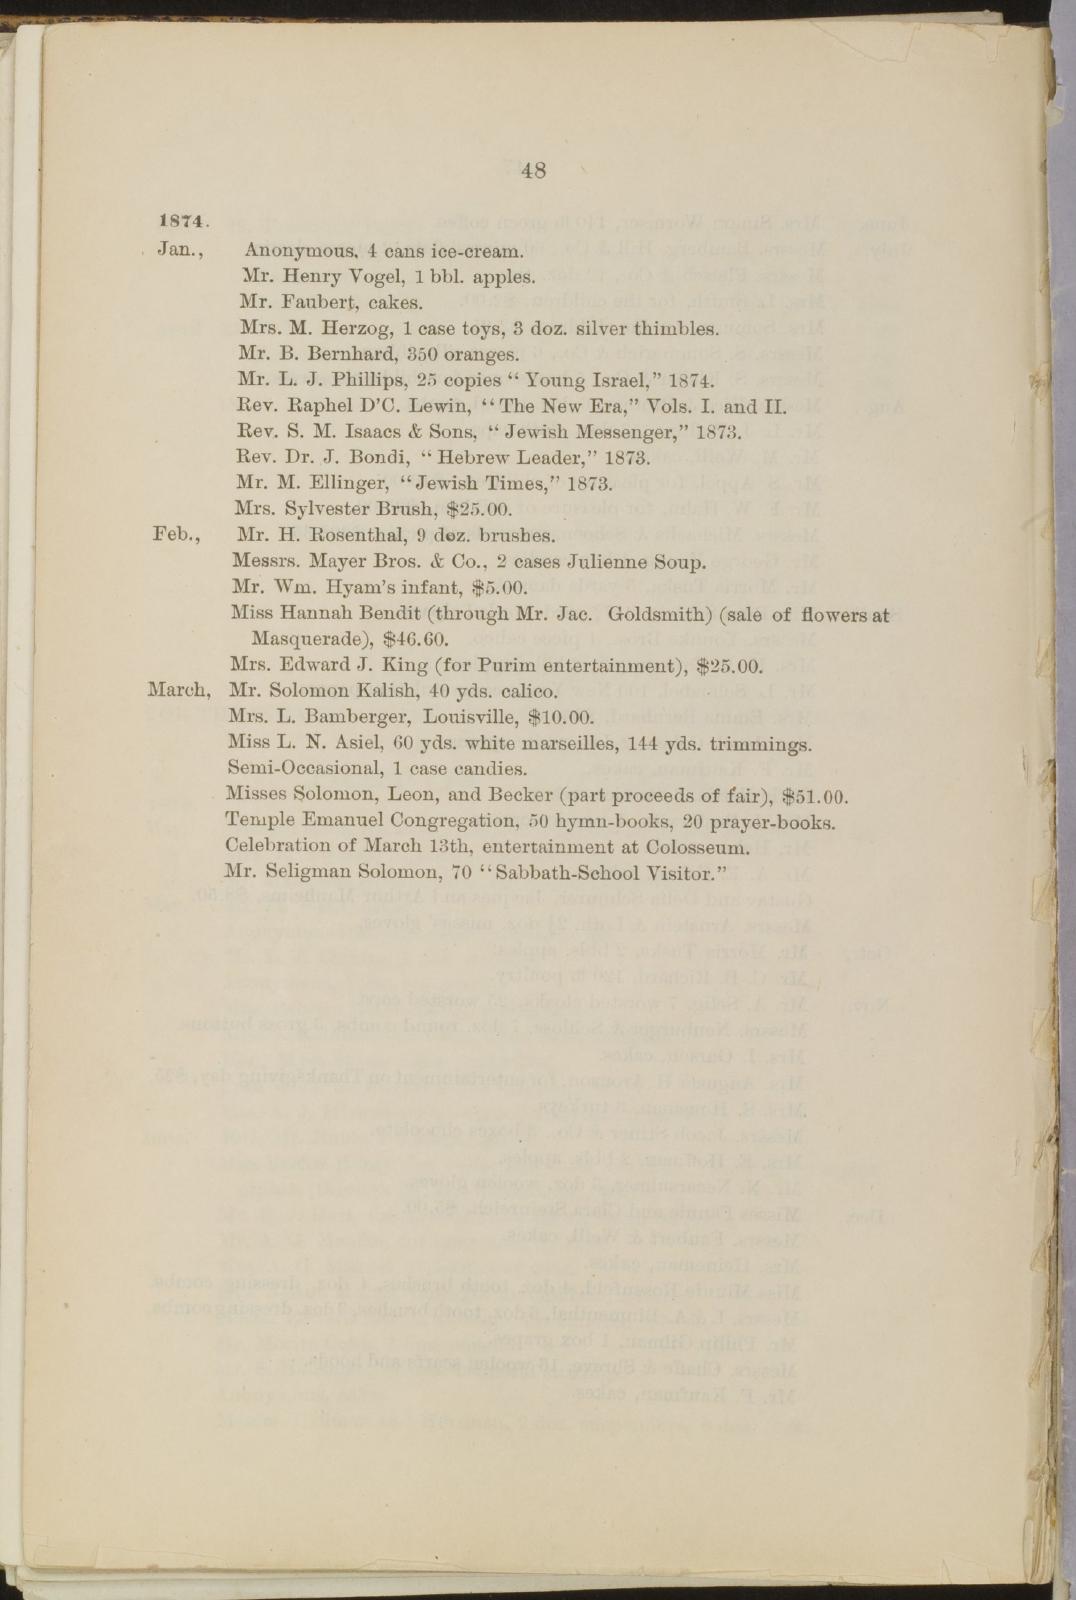 48
1874.
Jan., Anonymous, 4 cans ice-cream.
Mr. Henry Vogel, 1 bbl. apples.
Mr. Faubert, cakes.
Mrs. M. Herzog, 1 case toys, 3 doz. silver thimbles.
Mr. B. Bernhard, 350 oranges.
Mr. L. J. Phillips, 25 copies "Young Israel," 1874.
Rev. Raphel D'C. Lewin, "The New Era," Vols. I. and II.
Rev. S. M. Isaacs & Sons, "Jewish Messenger," 1873.
Rev. Dr. J. Bondi, "Hebrew Leader," 1873.
Mr. M. Ellinger, "Jewish Times," 1873.
Mrs. Sylvester Brush, $25.00.
Feb., Mr. H. Rosenthal, 9 doz. brushes.
Messrs. Mayer Bros. & Co., 2 cases Julienne Soup.
Mr. Wm. Hyam's infant, $5.00.
Miss Hannah Bendit (through Mr. Jac. Goldsmith) (sale of flowers at
Masquerade), $46.60.
Mrs. Edward J. King (for Purim entertainment), $25.00.
March, Mr. Solomon Kalish, 40 yds. calico.
Mrs. L. Bamberger, Louisville, $10.00.
Miss L. N. Asiel, 60 yds. white marseilles, 144 yds. trimmings.
Semi-Occasional, 1 case candies.
Misses Solomon, Leon, and Becker (part proceeds of fair), $51.00.
Temple Emanuel Congregation, 50 hymn-books, 20 prayer-books.
Celebration of March 13th, entertainment at Colosseum.
Mr. Seligman Solomon, 70 "Sabbath-School Visitor."